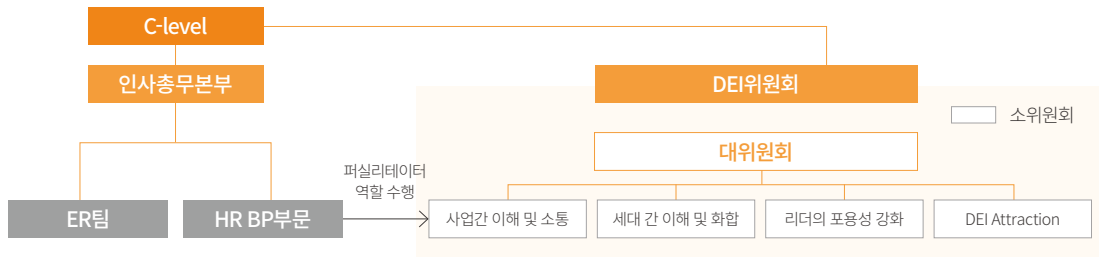 C-level
인사총무본부
DEI위원회
소위원회
대위원회
퍼실리테이터
역할 수행
ER팀
HR BP부문
사업간 이해 및 소통
세대 간 이해 및 화합
리더의 포용성 강화
DEI Attraction